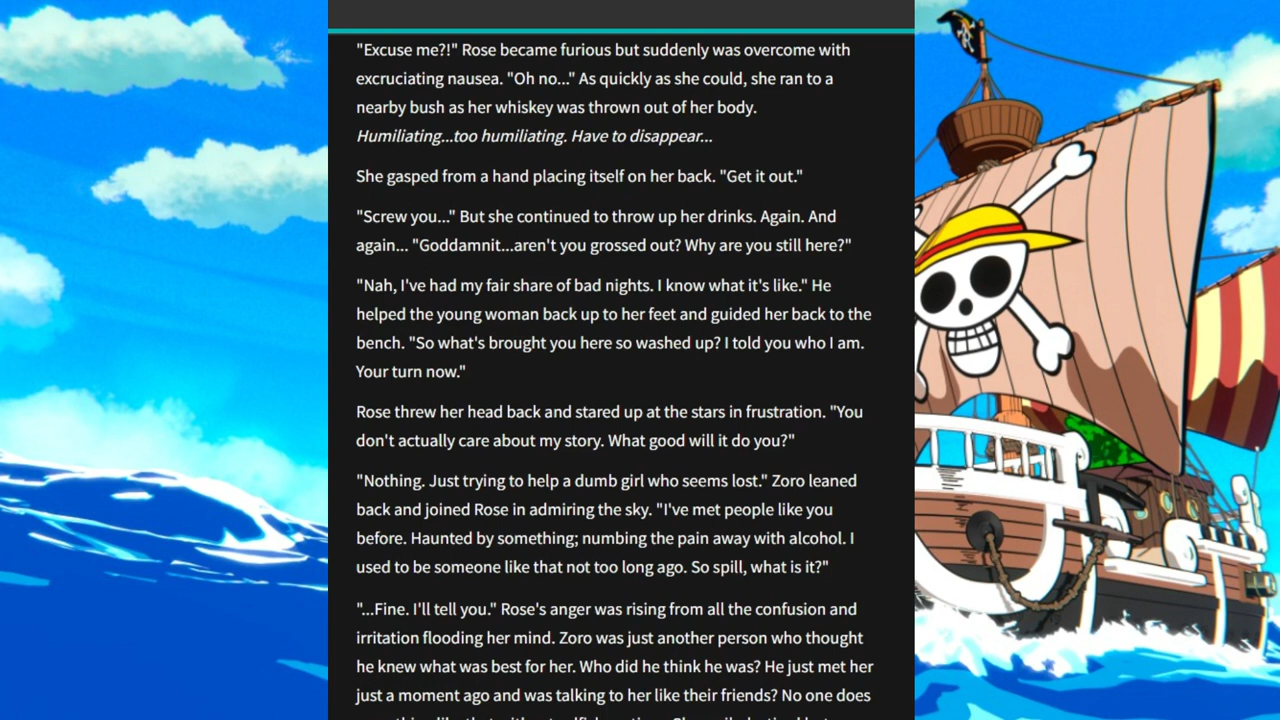 "Excuse me?!" Rose became furious but suddenly was overcome with
excruciating nausea. "Oh no..." As quickly as she could, she ran to a
nearby bush as her whiskey was thrown out of her body.
Humiliating...too humiliating. Have to disappear...
She gasped from a hand placing itself on her back. "Get it out."
"Screw you..." But she continued to throw up her drinks. Again. And
again... "Goddamnit...aren't you grossed out? Why are you still here?"
"Nah, I've had my fair share of bad nights. I know what it's like." He
helped the young woman back up to her feet and guided her back to the
bench. "So what's brought you here so washed up? I told you who I am.
Your turn now."
Rose threw her head back and stared up at the stars in frustration. "You
don't actually care about my story. What good will it do you?"
"Nothing. Just trying to help a dumb girl who seems lost." Zoro leaned
back and joined Rose in admiring the sky. "I've met people like you
before. Haunted by something; numbing the pain away with alcohol. I
used to be someone like that not too long ago. So spill, what is it?"
"...Fine. I'll tell you." Rose's anger was rising from all the confusion and
irritation flooding her mind. Zoro was just another person who thought
he knew what was best for her. Who did he think he was? He just met her
just a moment ago and was talking to her like their friends? No one does